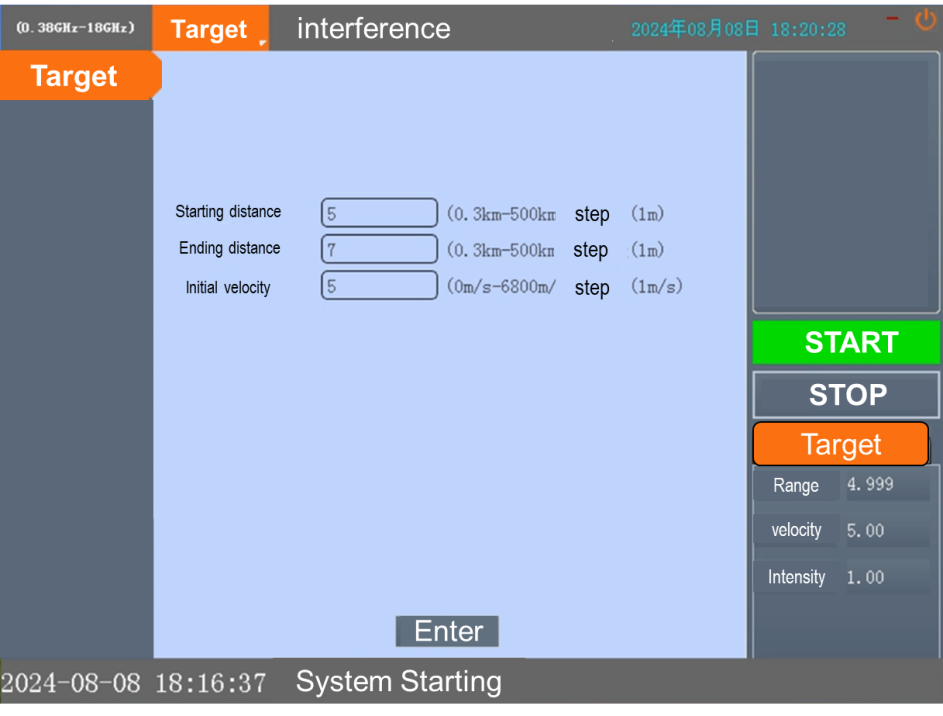 (0.38GHz-18GHz) Target interference 2024年08月08日 18:20:28
Target
Starting distance 5 (0.3km-500km step (1m)
Ending distance 7 (0.3km-500km step (1m)
Initial velocity 5 (0m/s-6800m/ step (1m/s)
START
STOP
Target
Range 4.999
velocity 5.00
Intensity 1.00
Enter
2024-08-08 18:16:37 System Starting